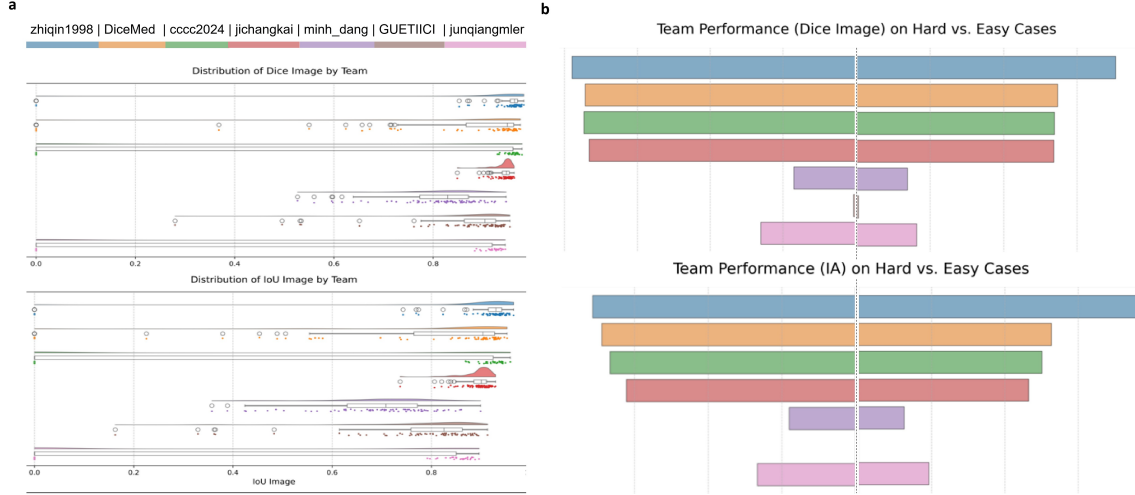 a
zhiqin1998 | DiceMed | cccc2024 | jichangkai | minh_dang | GUETIICI | junqiangmler
Distribution of Dice Image by Team
0.0 0.2 0.4 0.6 0.8
Distribution of IoU Image by Team
0.0 0.2 0.4 0.6 0.8
IoU Image
b
Team Performance (Dice Image) on Hard vs. Easy Cases
Team Performance (IA) on Hard vs. Easy Cases